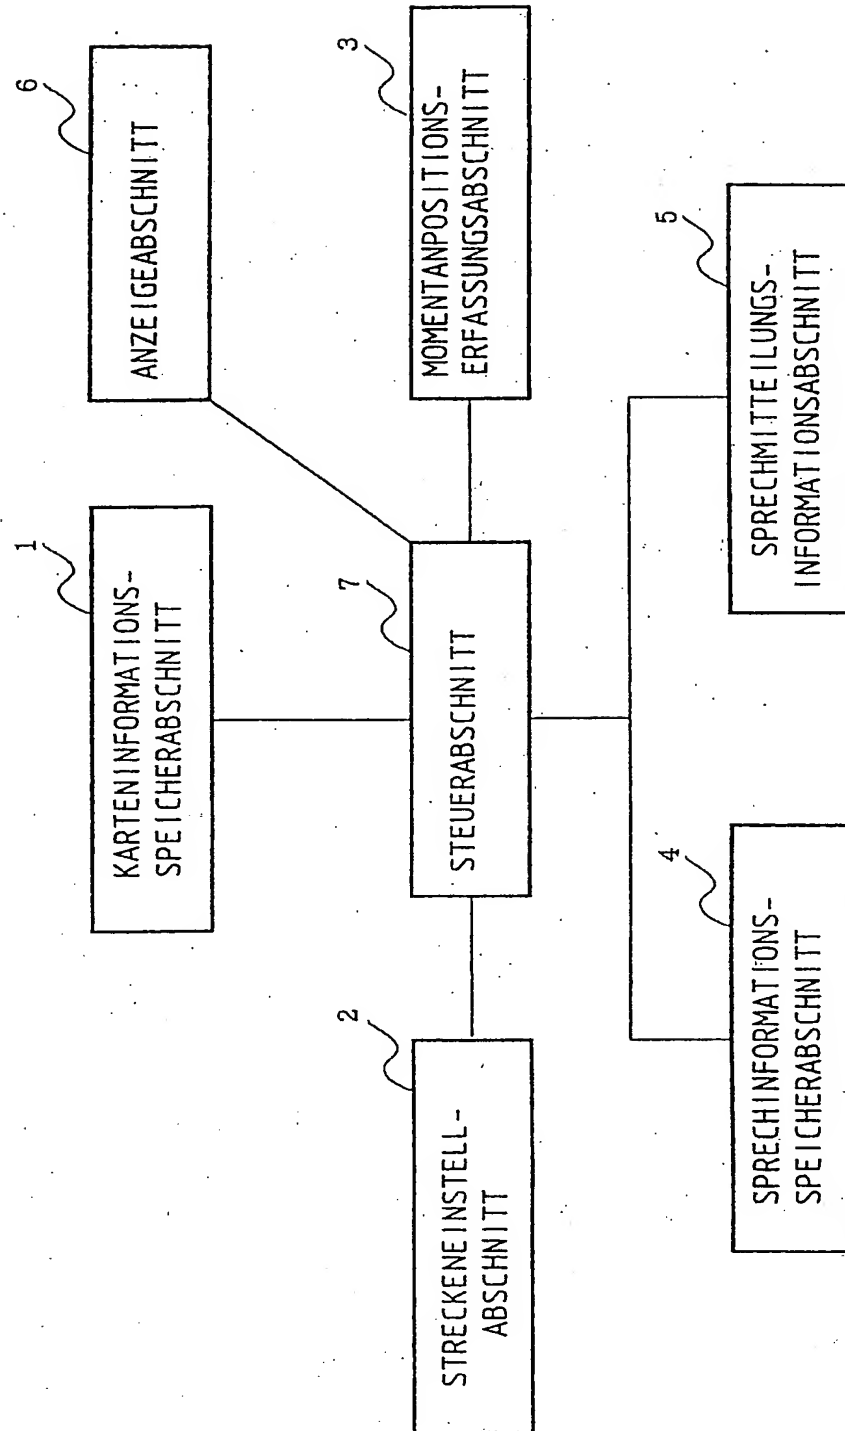 1
KARTENINFORMATIONS-
SPEICHERABSCHNITT
6
ANZEIGEABSCHNITT
2
STRECKENEINSTELL-
ABSCHNITT
7
STEUERABSCHNITT
3
MOMENTANPOSITIONS-
ERFASSUNGSABSCHNITT
4
SPRECHINFORMATIONS-
SPEICHERABSCHNITT
5
SPRECHMITTEILUNGS-
INFORMATIONSABSCHNITT